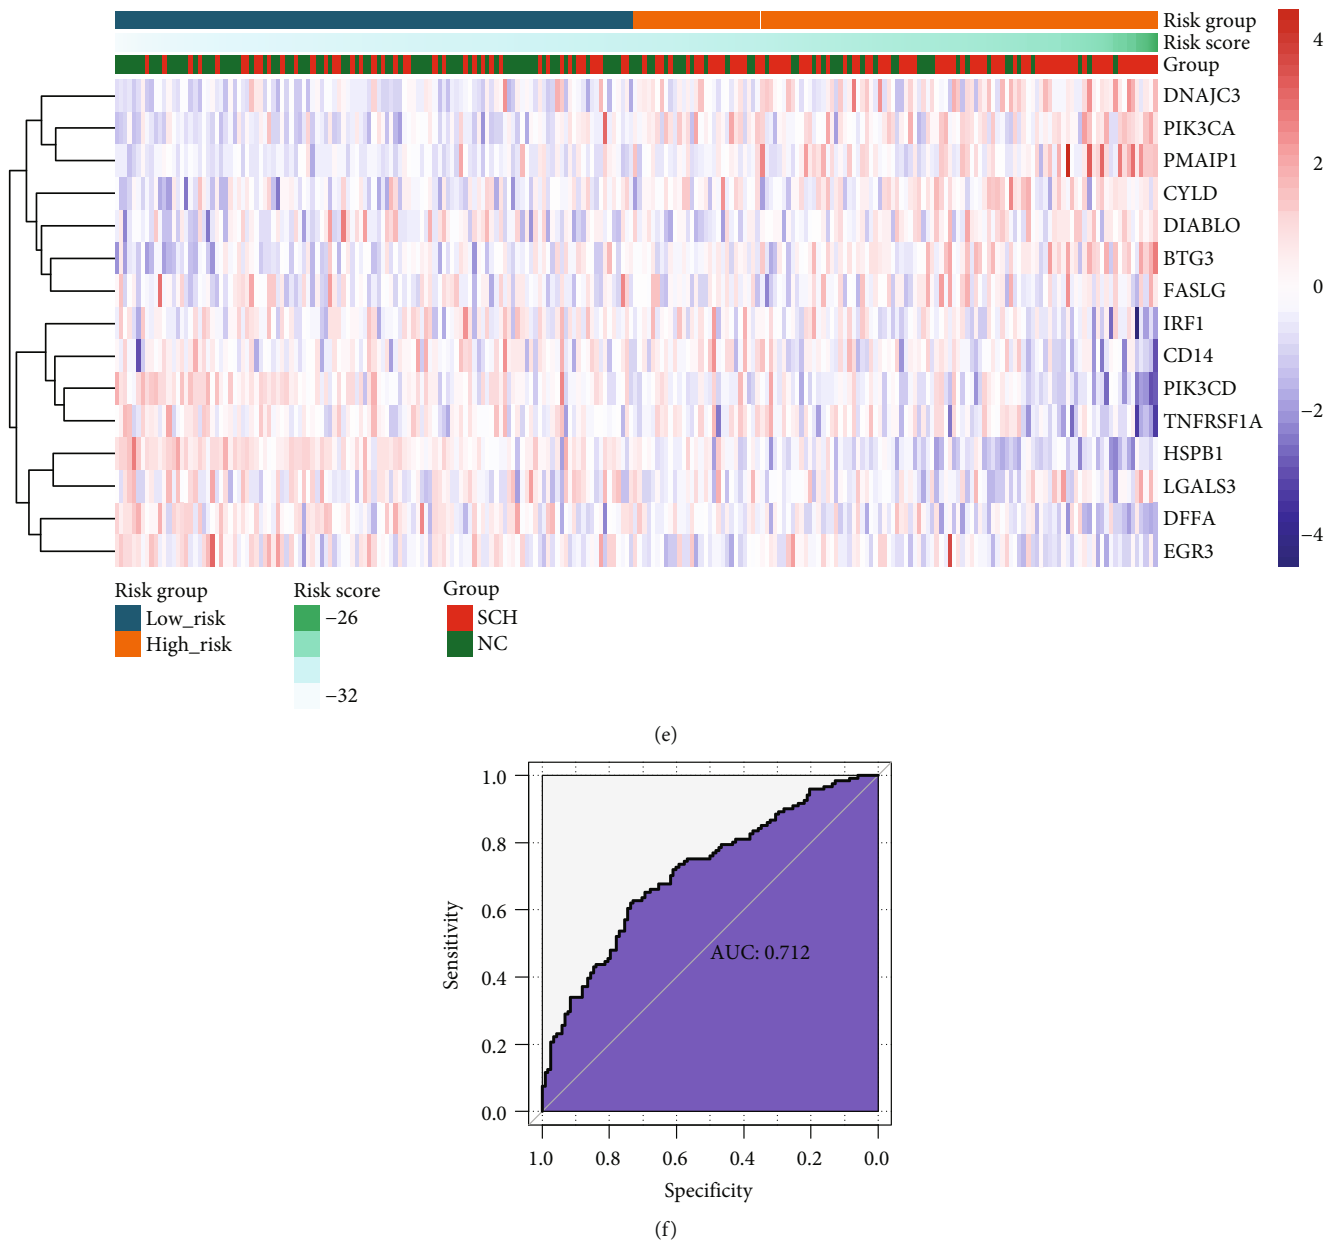 Risk group
Risk score
Group
DNAJC3
PIK3CA
PMAIP1
CYLD
DIABLO
BTG3
FASLG
IRF1
CD14
PIK3CD
TNFRSF1A
HSPB1
LGALS3
DFFA
EGR3
4
2
0
−2
−4
Risk group
Low_risk
High_risk
Risk score
−26
−32
Group
SCH
NC
(e)
1.0
0.8
0.6
0.4
0.2
0.0
Sensitivity
AUC: 0.712
1.0 0.8 0.6 0.4 0.2 0.0
Specificity
(f)